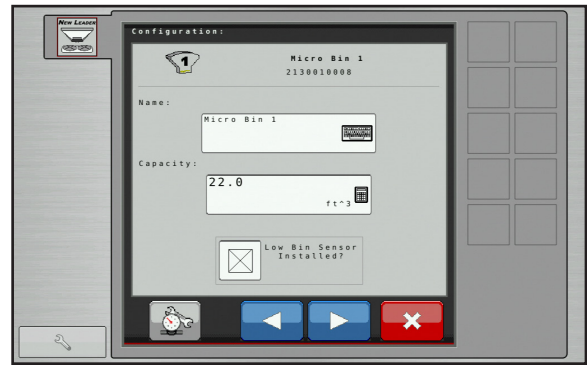 New Leader
Configuration:
1
Micro Bin 1
2130010008
Name:
Micro Bin 1
Capacity:
22.0
ft^3
Low Bin Sensor
Installed?